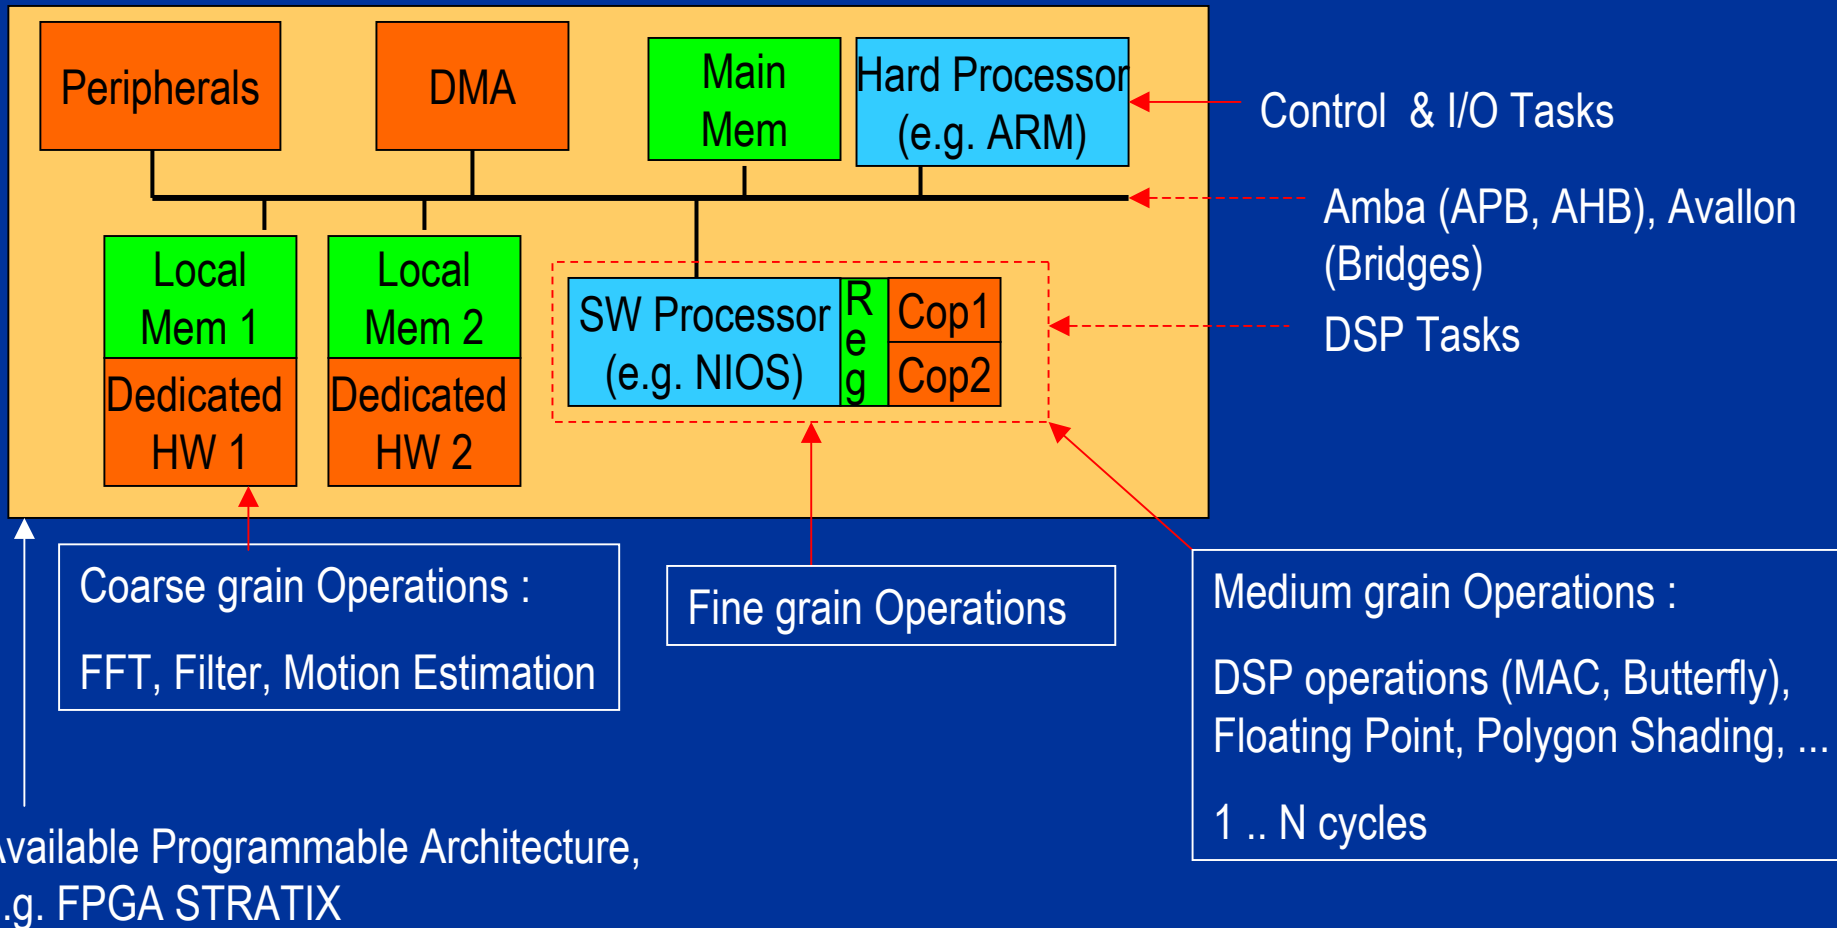 Peripherals
DMA
Main
Mem
Hard Processor
(e.g. ARM)
Control & I/O Tasks
Amba (APB, AHB), Avallon
(Bridges)
DSP Tasks
Local
Mem 1
Dedicated
HW 1
Local
Mem 2
Dedicated
HW 2
SW Processor
(e.g. NIOS)
Reg
Cop1
Cop2
Coarse grain Operations :
FFT, Filter, Motion Estimation
Fine grain Operations
Medium grain Operations :
DSP operations (MAC, Butterfly),
Floating Point, Polygon Shading, ...
1 .. N cycles
Available Programmable Architecture,
.g. FPGA STRATIX